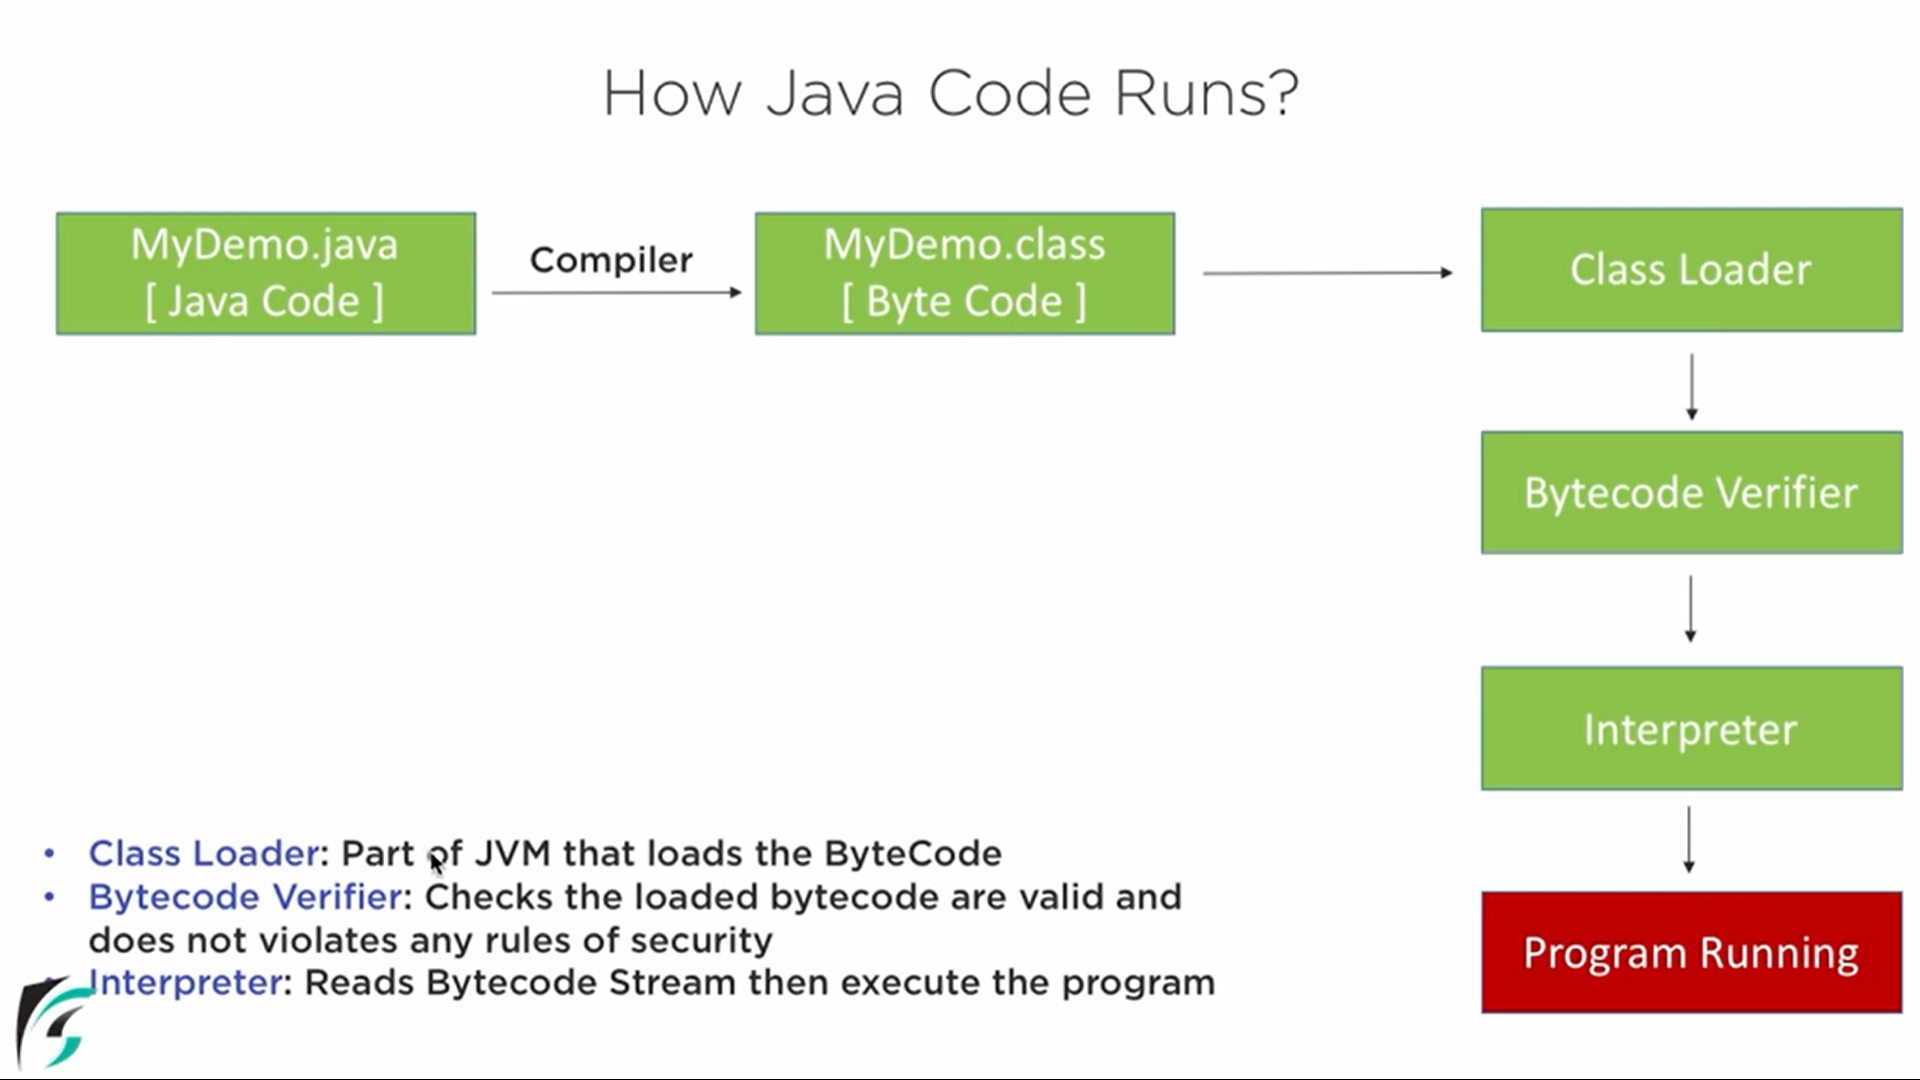 How Java Code Runs?
MyDemo.java
[ Java Code ]
Compiler
MyDemo.class
[ Byte Code ]
Class Loader
Bytecode Verifier
Interpreter
Program Running
• Class Loader: Part of JVM that loads the ByteCode
• Bytecode Verifier: Checks the loaded bytecode are valid and
does not violates any rules of security
• Interpreter: Reads Bytecode Stream then execute the program